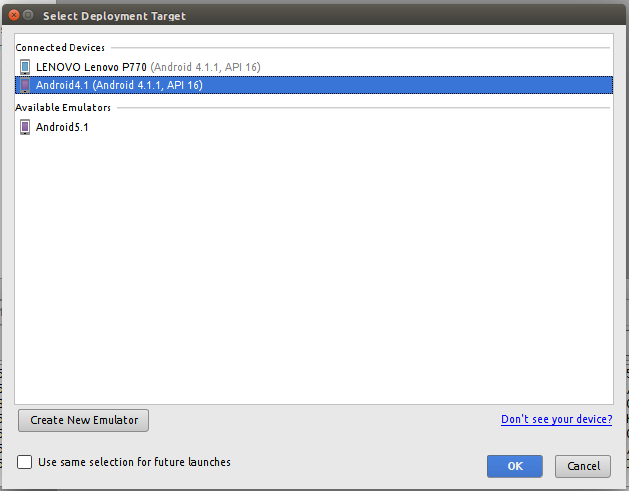 Select Deployment Target
Connected Devices
LENOVO Lenovo P770 (Android 4.1.1, API 16)
Android4.1 (Android 4.1.1, API 16)
Available Emulators
Android5.1
Create New Emulator
Don't see your device?
Use same selection for future launches
OK
Cancel